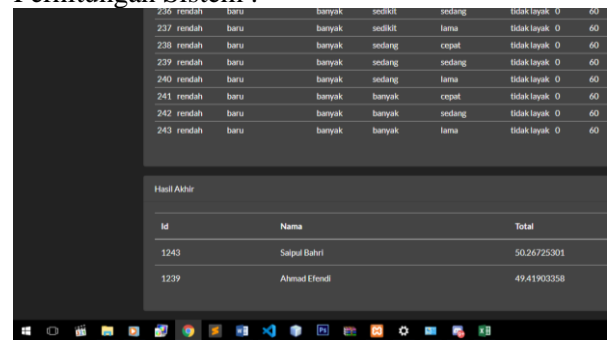 Perhitungan Sistem :
236 rendah baru banyak sedikit sedang tidak layak 0 60
237 rendah baru banyak sedikit lama tidak layak 0 60
238 rendah baru banyak sedang cepat tidak layak 0 60
239 rendah baru banyak sedang sedang tidak layak 0 60
240 rendah baru banyak sedang lama tidak layak 0 60
241 rendah baru banyak banyak cepat tidak layak 0 60
242 rendah baru banyak banyak sedang tidak layak 0 60
243 rendah baru banyak banyak lama tidak layak 0 60
Hasil Akhir
Id Nama Total
1243 Saipul Bahri 50.26725301
1239 Ahmad Efendi 49.41903358